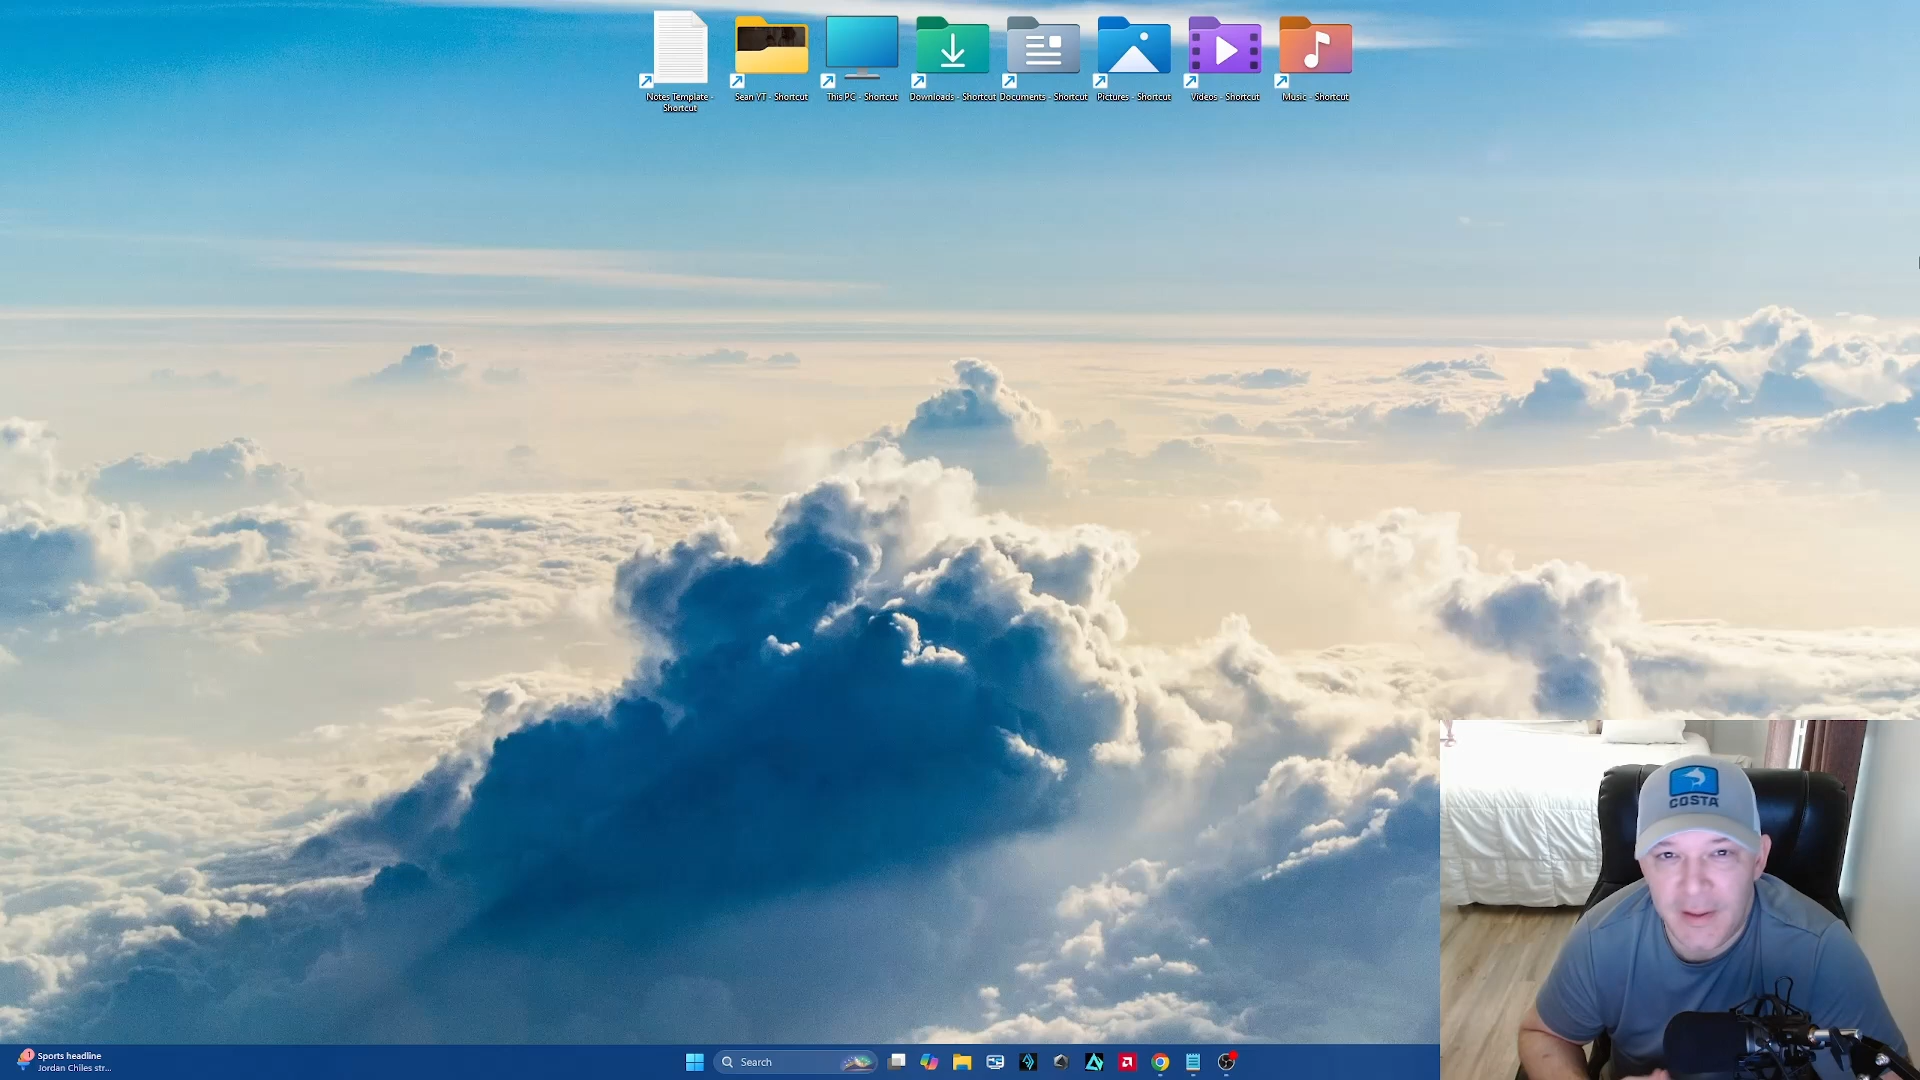 Notes Template -
Shortcut
Sean YT - Shortcut
This PC - Shortcut
Downloads - Shortcut
Documents - Shortcut
Pictures - Shortcut
Videos - Shortcut
Music - Shortcut
COSTA
1
Sports headline
Jordan Chiles str...
Search